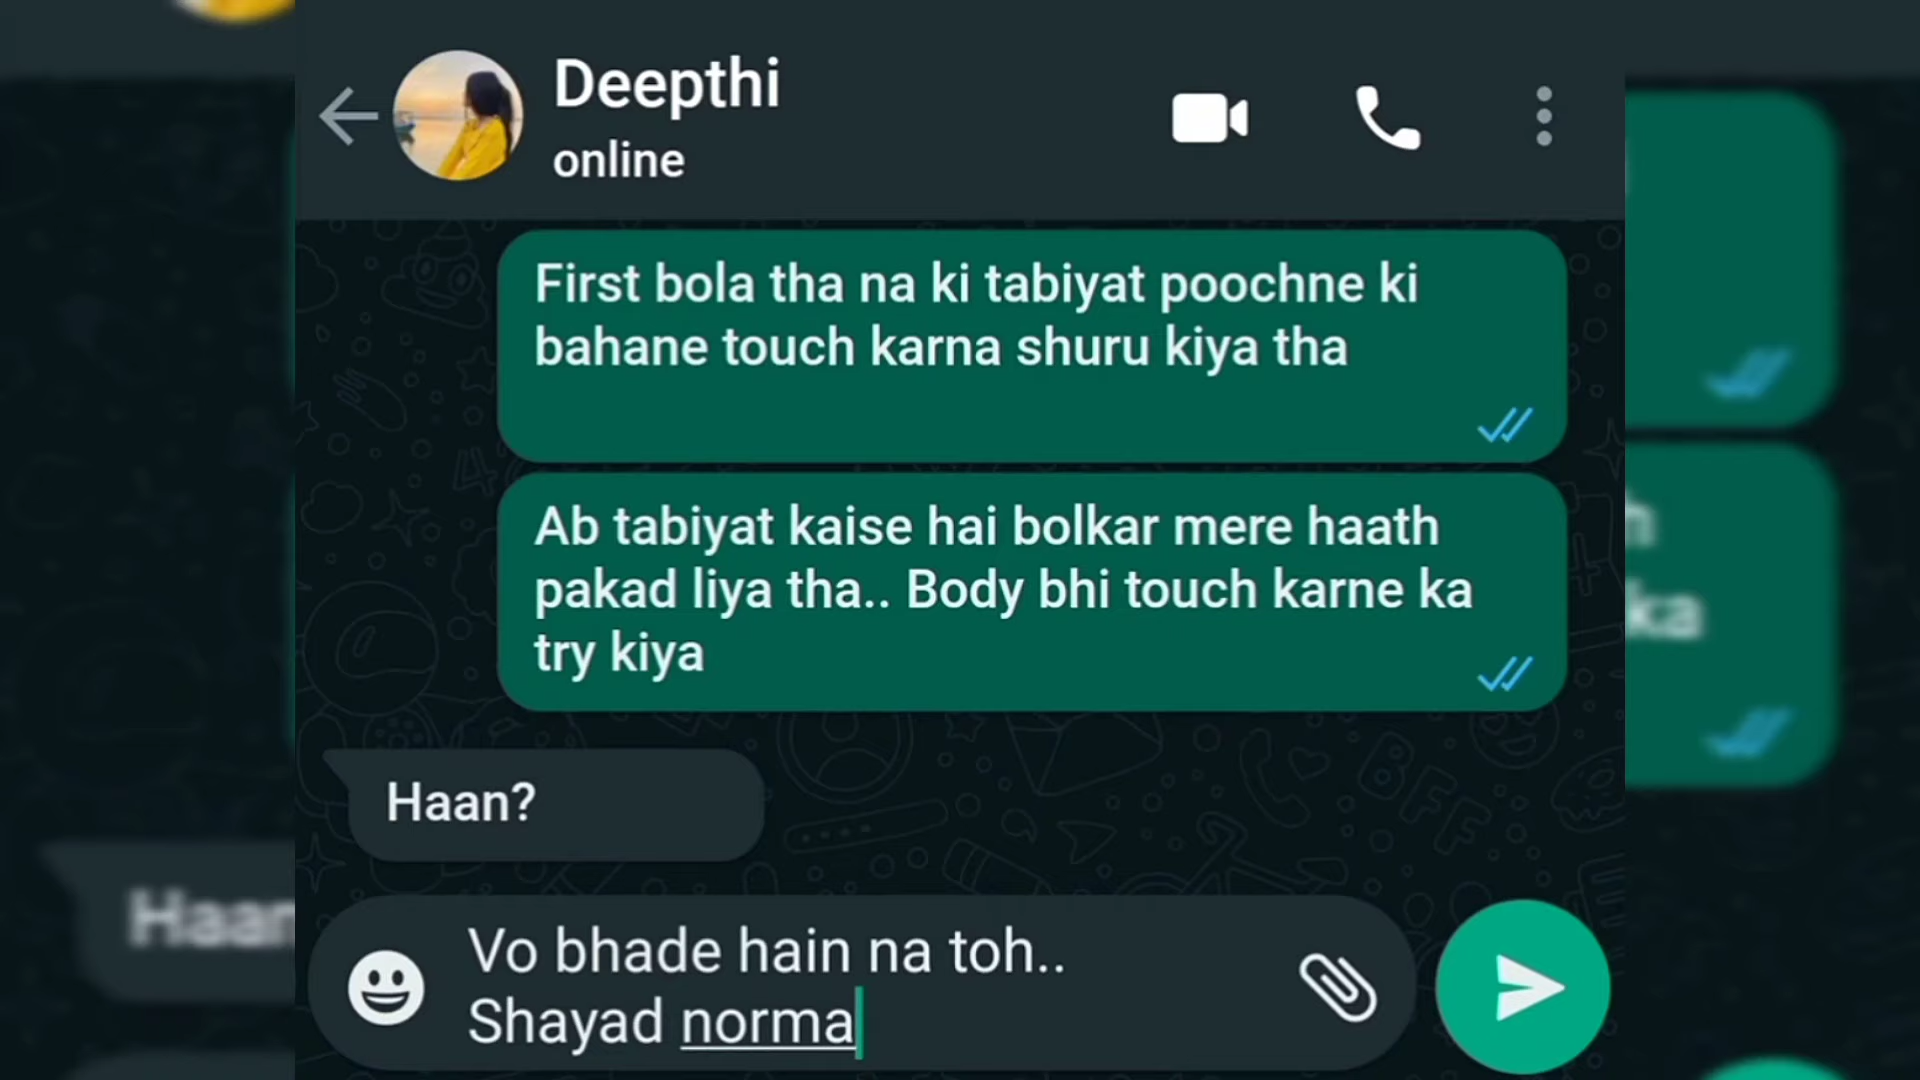 Deepthi
online
First bola tha na ki tabiyat poochne ki
bahane touch karna shuru kiya tha
Ab tabiyat kaise hai bolkar mere haath
pakad liya tha.. Body bhi touch karne ka
try kiya
Haan?
Vo bhade hain na toh..
Shayad norma